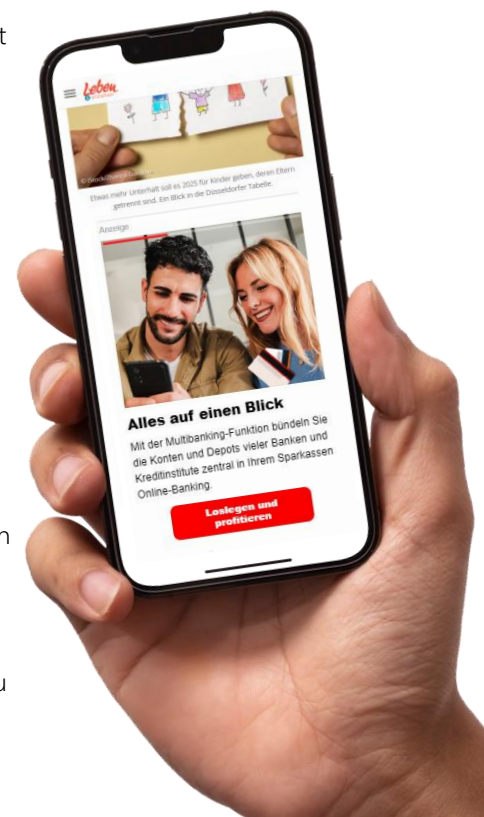 t
Leben
Etwas mehr Unterhalt soll es 2025 für Kinder geben, deren Eltern
getrennt sind. Ein Blick in die Düsseldorfer Tabelle.
Anzeige
Alles auf einen Blick
Mit der Multibanking-Funktion bündeln Sie
die Konten und Depots vieler Banken und
Kreditinstitute zentral in Ihrem Sparkassen
Online-Banking.
Loslegen und
profitieren
n
u